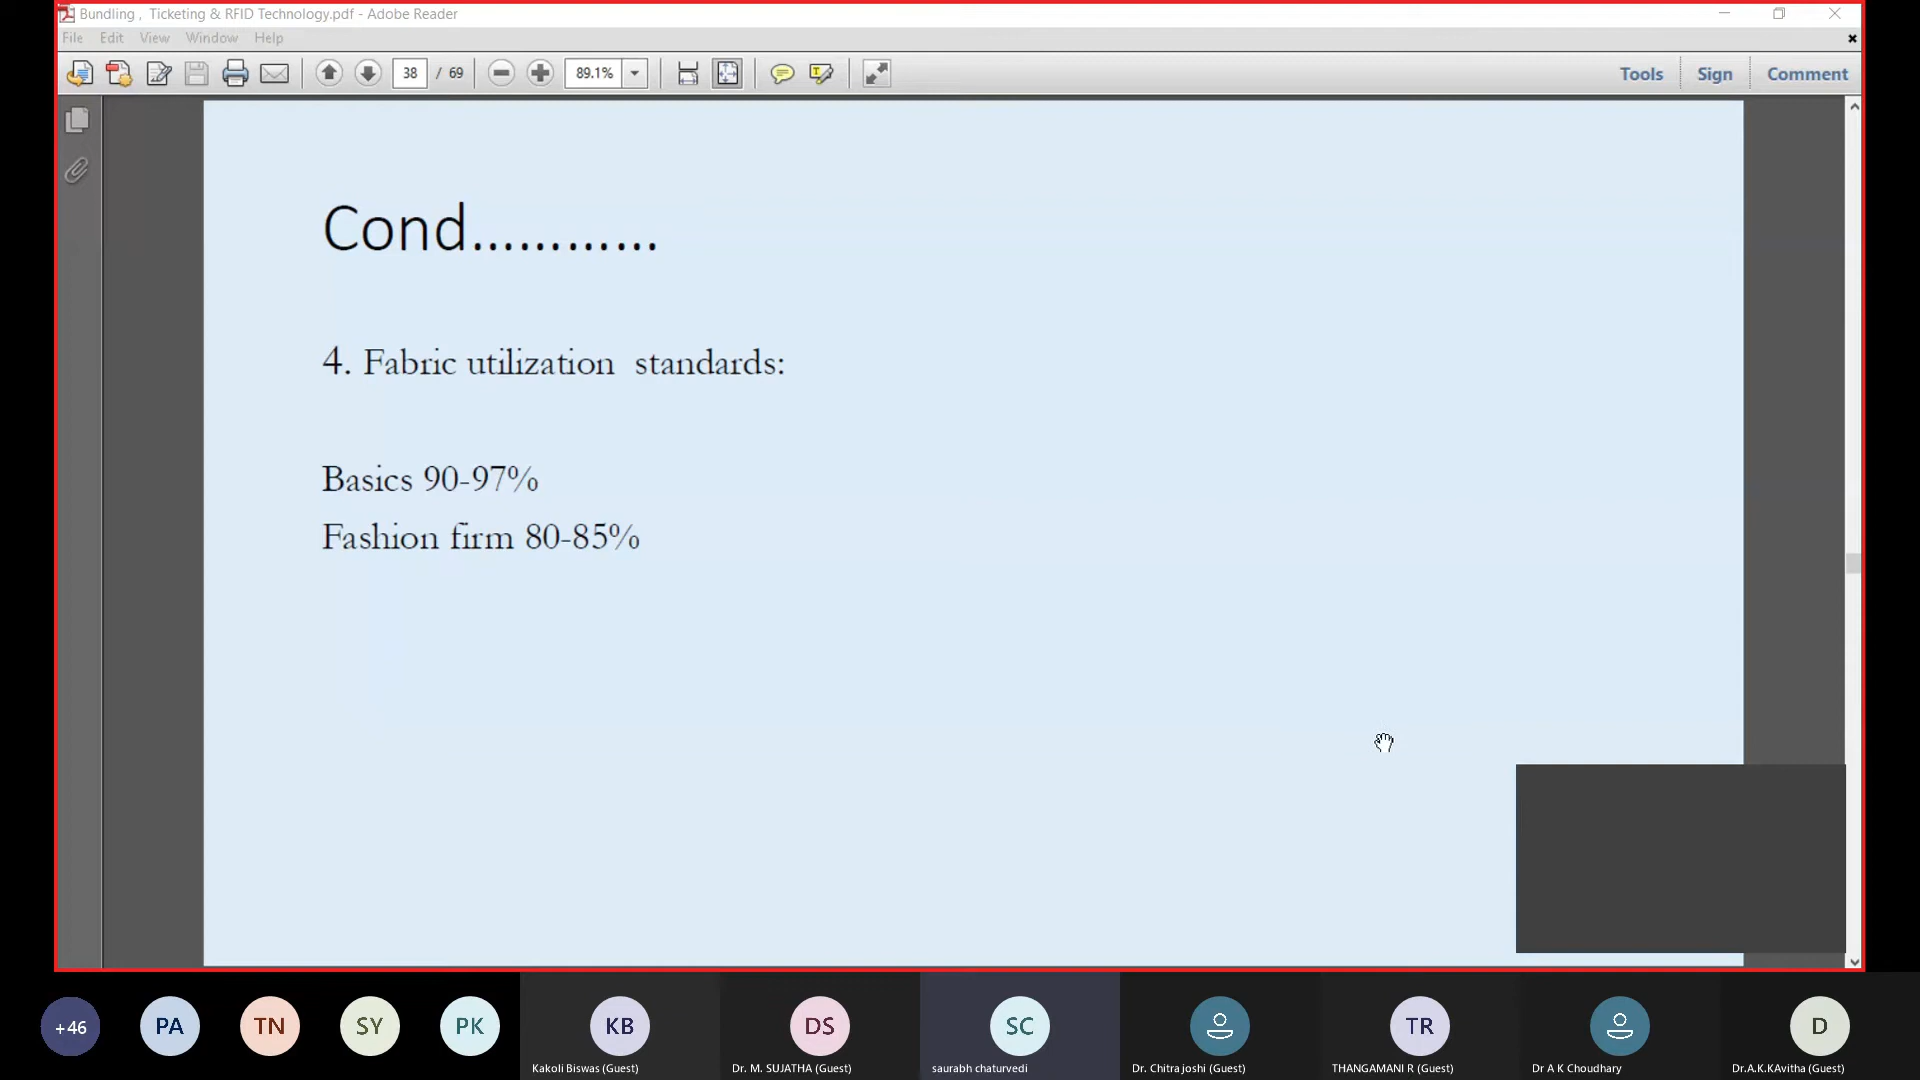 Bundling , Ticketing & RFID Technology.pdf - Adobe Reader
File Edit View Window Help
38 / 69 89.1% Tools Sign Comment
Cond............
4. Fabric utilization standards:
Basics 90-97%
Fashion firm 80-85%
+46 PA TN SY PK KB DS SC TR D
Kakoli Biswas (Guest) Dr. M. SUJATHA (Guest) saurabh chaturvedi Dr. Chitra joshi (Guest) THANGAMANI R (Guest) Dr A K Choudhary Dr.A.K.KAvitha (Guest)